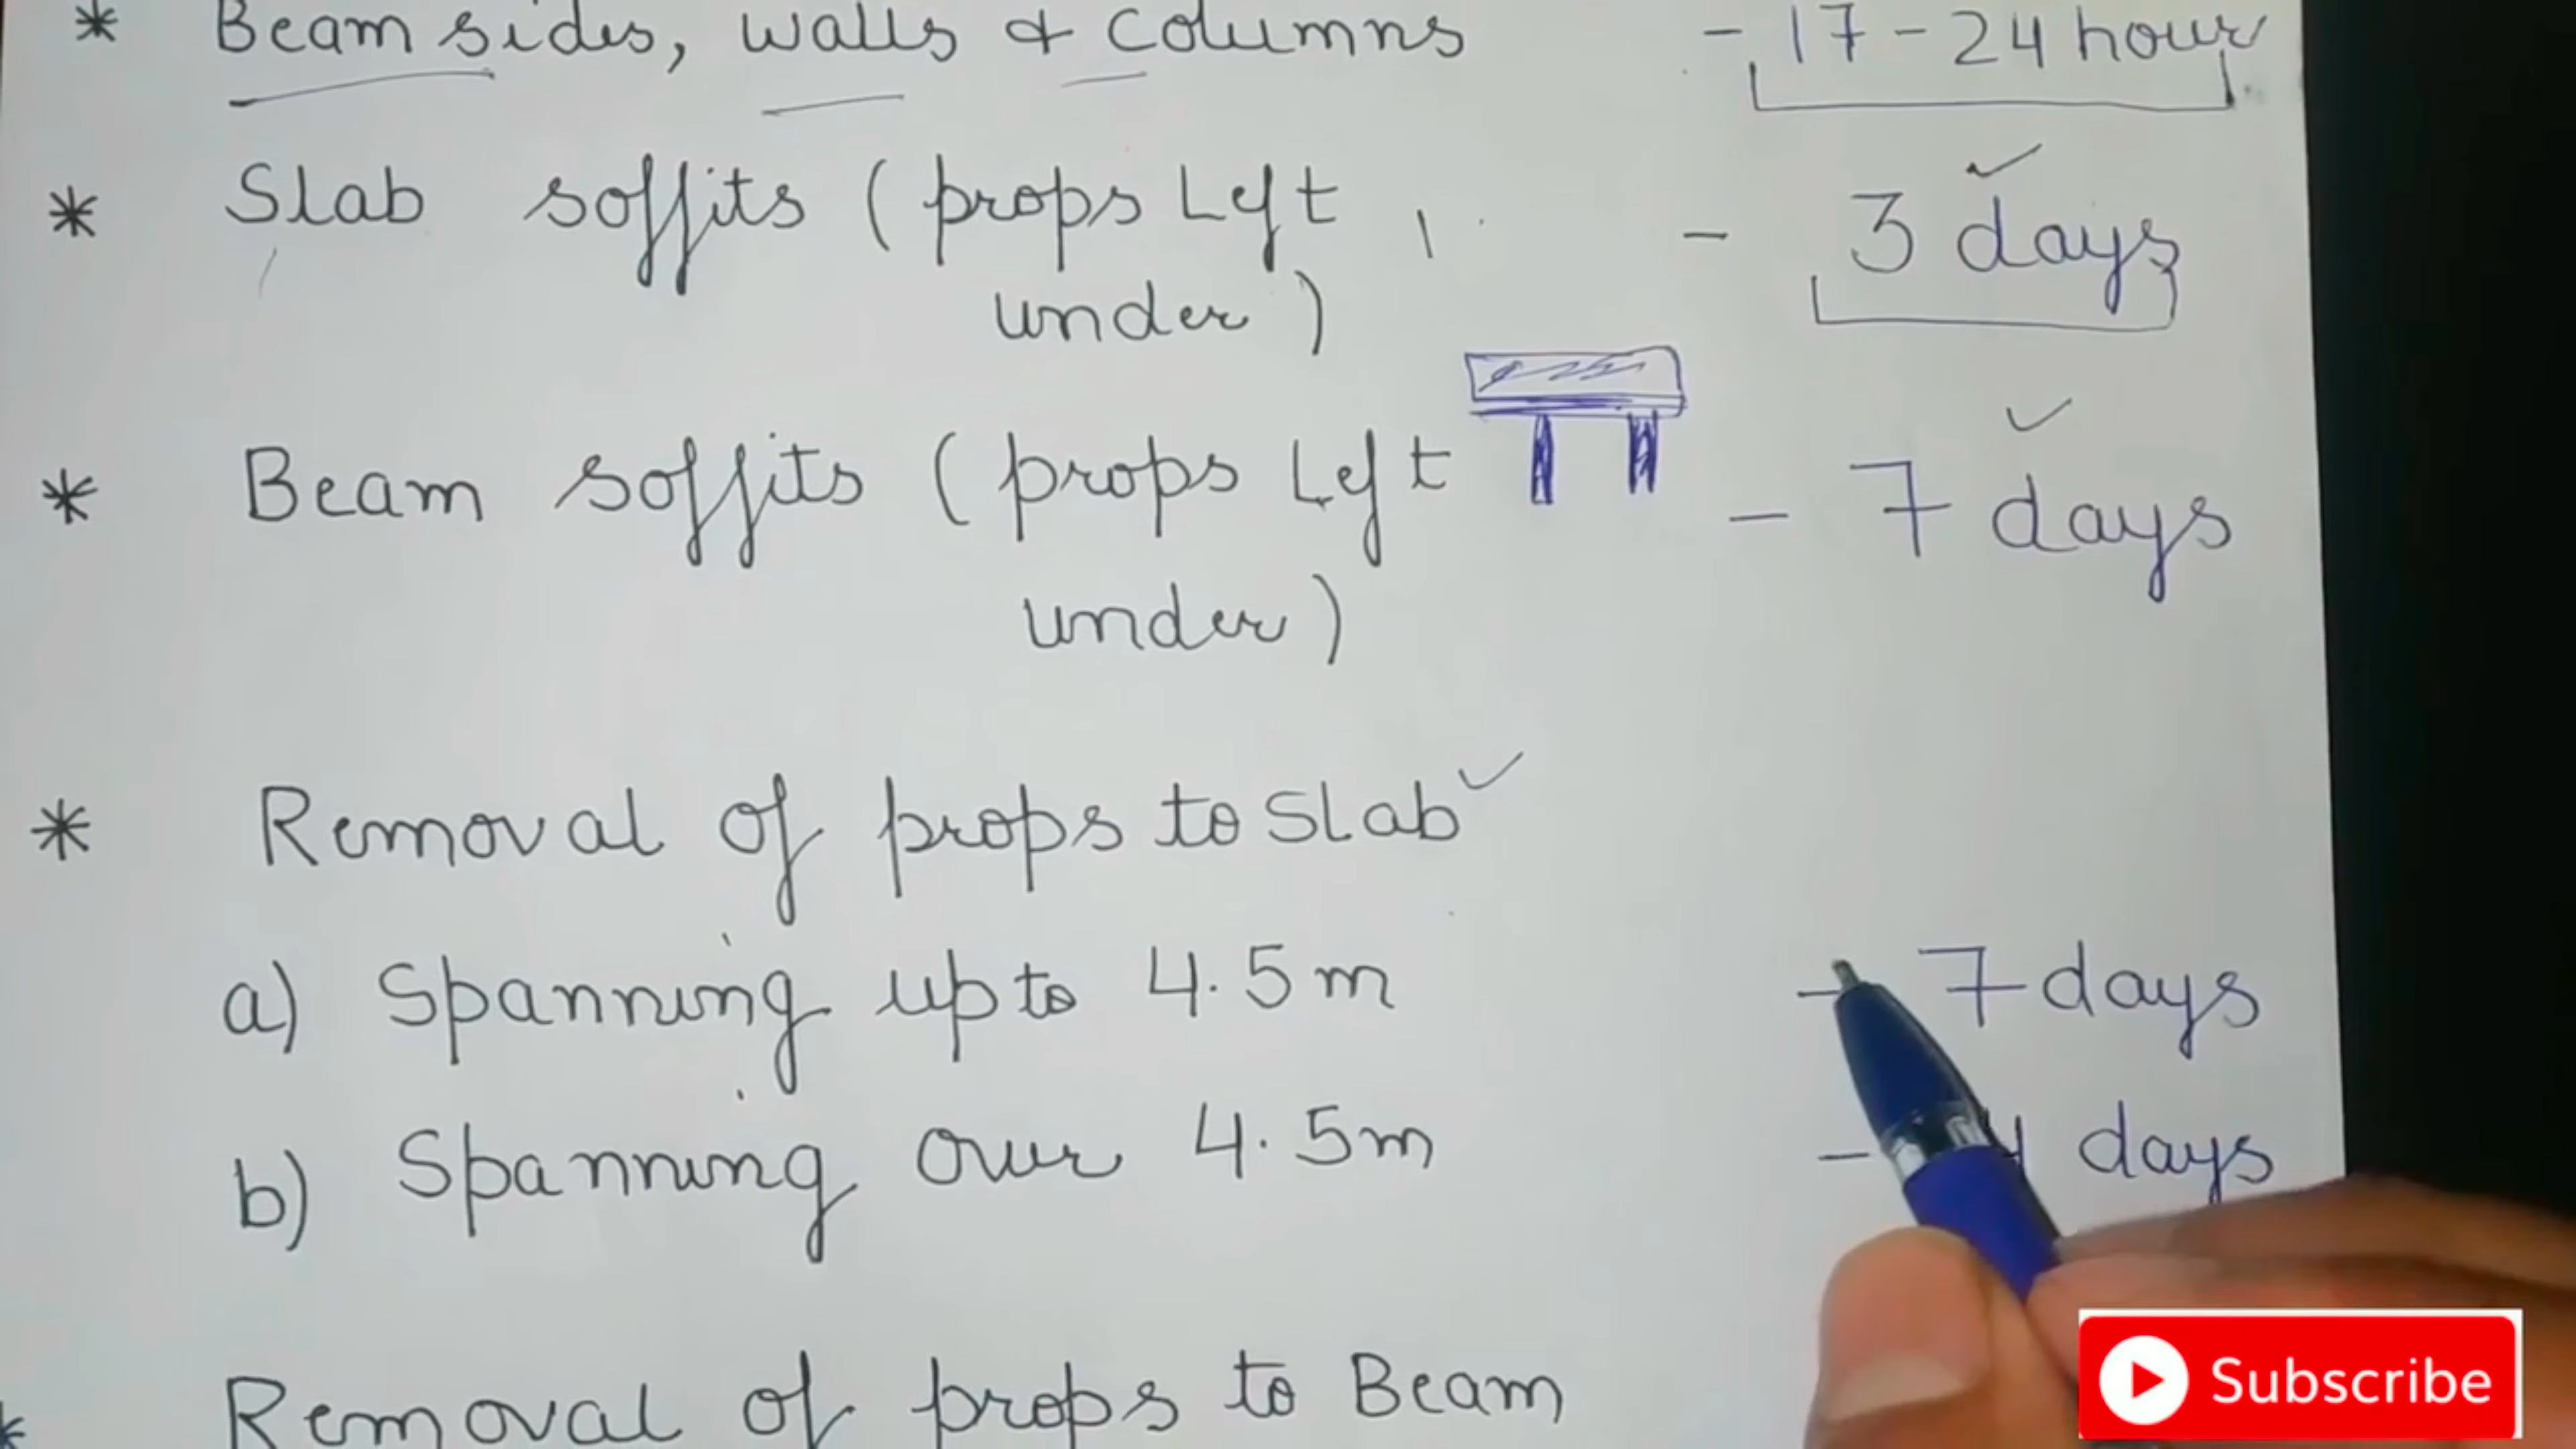 * Beam sides, walls & columns - 17-24 hour
* Slab soffits (props Left - 3 days
under)
* Beam soffits (props Left - 7 days
under)
* Removal of props to Slab
a) Spanning up to 4.5m - 7 days
b) Spanning over 4.5m - days
* Removal of props to Beam
Subscribe